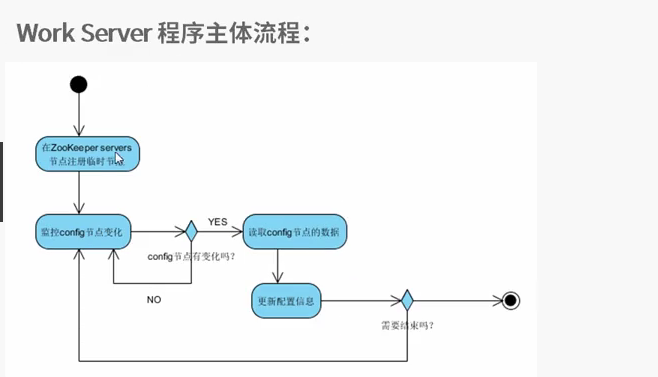 Work Server 程序主体流程：
在ZooKeeper servers
节点注册临时节点
监控config节点变化
YES
读取config节点的数据
config节点有变化吗？
NO
更新配置信息
需要结束吗？